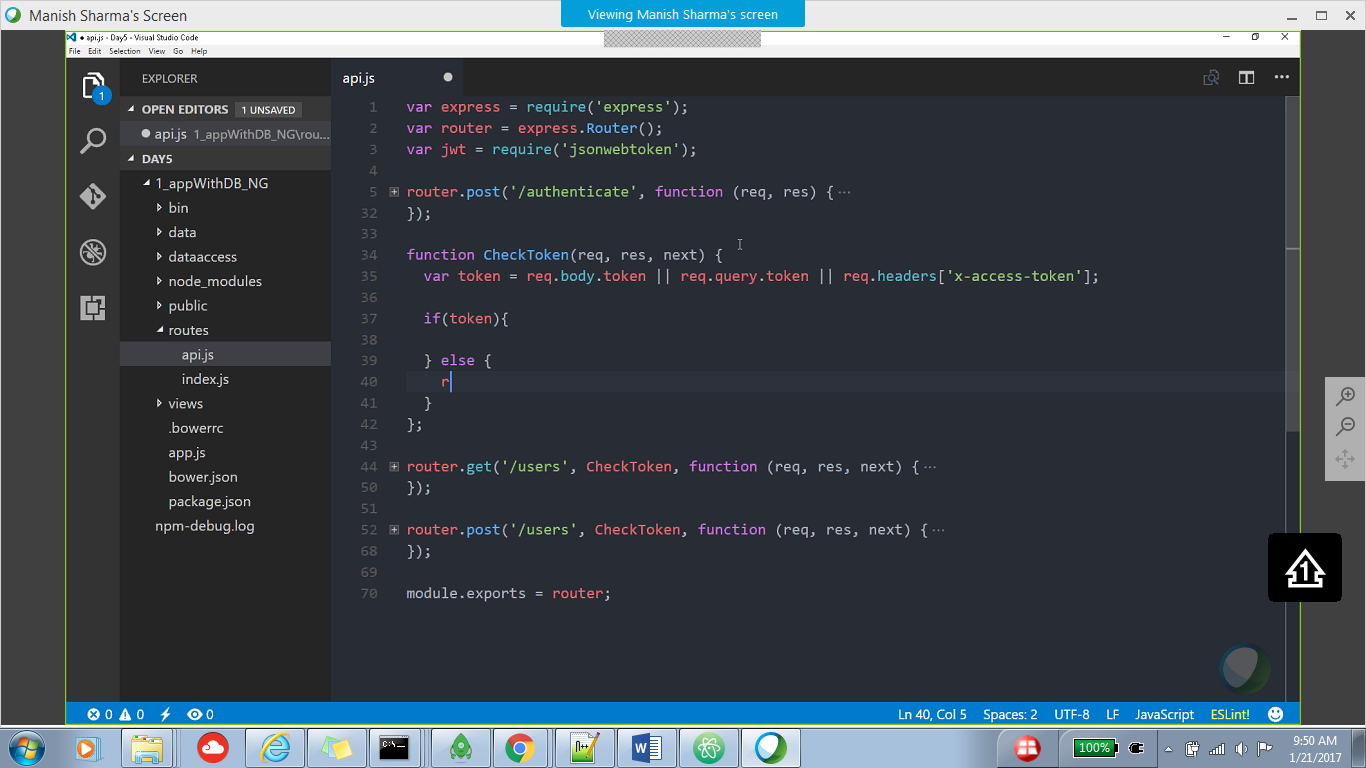 Manish Sharma's Screen
Viewing Manish Sharma's screen
● api.js - Day5 - Visual Studio Code
File Edit Selection View Go Help
EXPLORER
OPEN EDITORS 1 UNSAVED
api.js 1_appWithDB_NG\rou...
DAY5
1_appWithDB_NG
bin
data
dataaccess
node_modules
public
routes
api.js
index.js
views
.bowerrc
app.js
bower.json
package.json
npm-debug.log
1
api.js
1 var express = require('express');
2 var router = express.Router();
3 var jwt = require('jsonwebtoken');
4
5 router.post('/authenticate', function (req, res) { ...
32 });
33
34 function CheckToken(req, res, next) {
35 var token = req.body.token || req.query.token || req.headers['x-access-token'];
36
37 if(token){
38
39 } else {
40 r
41 }
42 };
43
44 router.get('/users', CheckToken, function (req, res, next) { ...
50 });
51
52 router.post('/users', CheckToken, function (req, res, next) { ...
68 });
69
70 module.exports = router;
1
0 0 0
Ln 40, Col 5 Spaces: 2 UTF-8 LF JavaScript ESLint!
100%
9:50 AM
1/21/2017